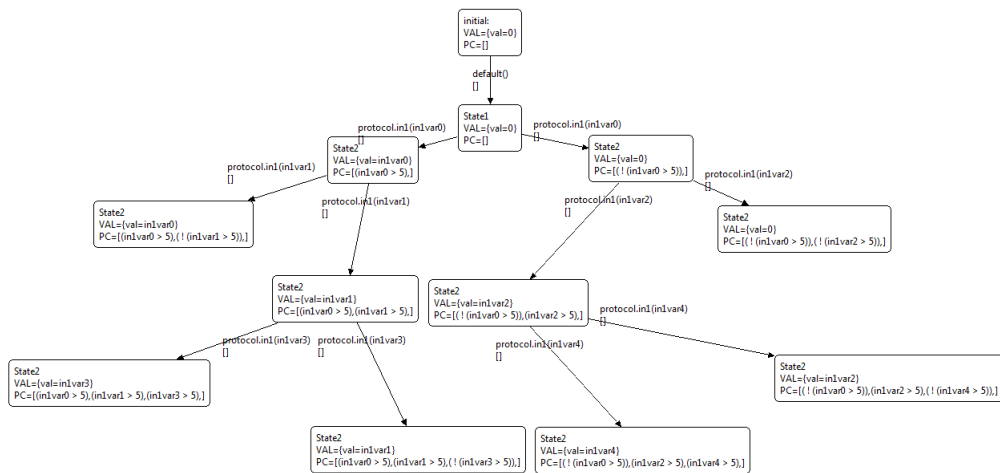 initial:
VAL={val=0}
PC=[]
default()
[]
State1
VAL={val=0}
PC=[]
protocol.in1(in1var0)
[]
protocol.in1(in1var0)
[]
State2
VAL={val=in1var0}
PC=[(in1var0 > 5),]
State2
VAL={val=0}
PC=[( ! (in1var0 > 5)),]
protocol.in1(in1var1)
[]
protocol.in1(in1var1)
[]
protocol.in1(in1var2)
[]
protocol.in1(in1var2)
[]
State2
VAL={val=in1var0}
PC=[(in1var0 > 5),( ! (in1var1 > 5)),]
State2
VAL={val=0}
PC=[( ! (in1var0 > 5)),( ! (in1var2 > 5)),]
State2
VAL={val=in1var1}
PC=[(in1var0 > 5),(in1var1 > 5),]
State2
VAL={val=in1var2}
PC=[( ! (in1var0 > 5)),(in1var2 > 5),]
protocol.in1(in1var3)
[]
protocol.in1(in1var3)
[]
protocol.in1(in1var4)
[]
protocol.in1(in1var4)
[]
State2
VAL={val=in1var3}
PC=[(in1var0 > 5),(in1var1 > 5),(in1var3 > 5),]
State2
VAL={val=in1var2}
PC=[( ! (in1var0 > 5)),(in1var2 > 5),( ! (in1var4 > 5)),]
State2
VAL={val=in1var1}
PC=[(in1var0 > 5),(in1var1 > 5),( ! (in1var3 > 5)),]
State2
VAL={val=in1var4}
PC=[( ! (in1var0 > 5)),(in1var2 > 5),(in1var4 > 5),]